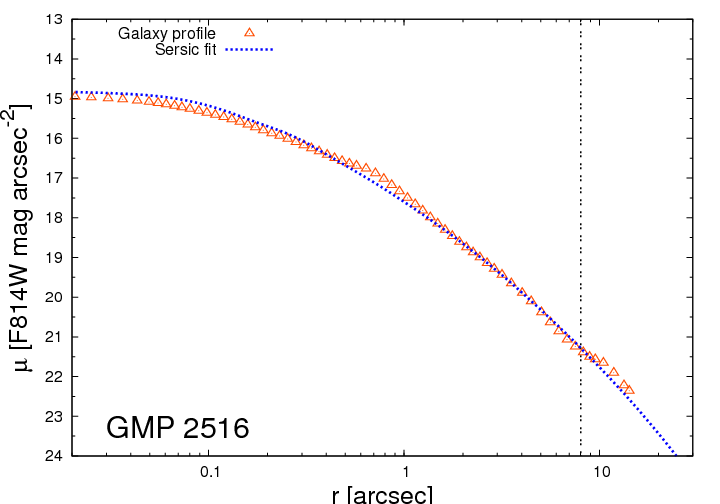 13
14
15
16
17
18
19
20
21
22
23
24
μ [F814W mag arcsec-2]
Galaxy profile
Sersic fit
GMP 2516
0.1 1 10
r [arcsec]